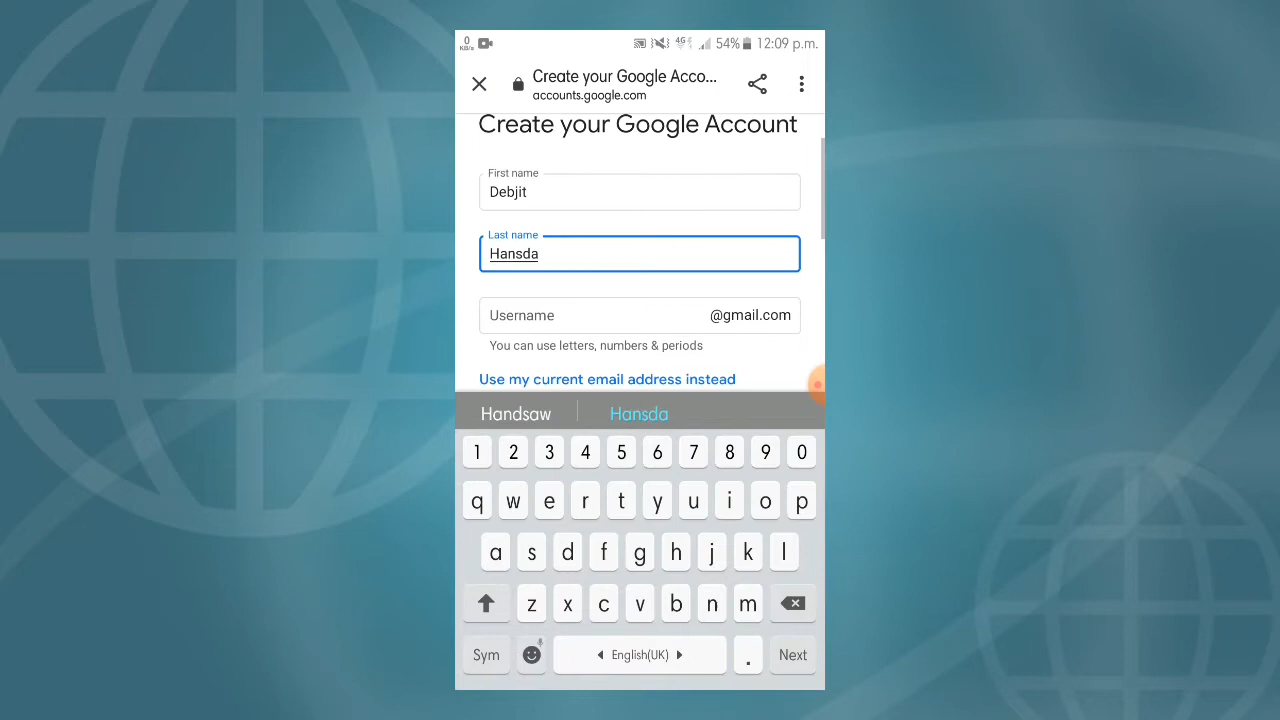 0
KB/s
4G 54% 12:09 p.m.
Create your Google Acco...
accounts.google.com
Create your Google Account
First name
Debjit
Last name
Hansda
Username @gmail.com
You can use letters, numbers & periods
Use my current email address instead
Handsaw Hansda
1 2 3 4 5 6 7 8 9 0
q w e r t y u i o p
a s d f g h j k l
z x c v b n m
Sym English(UK) . Next